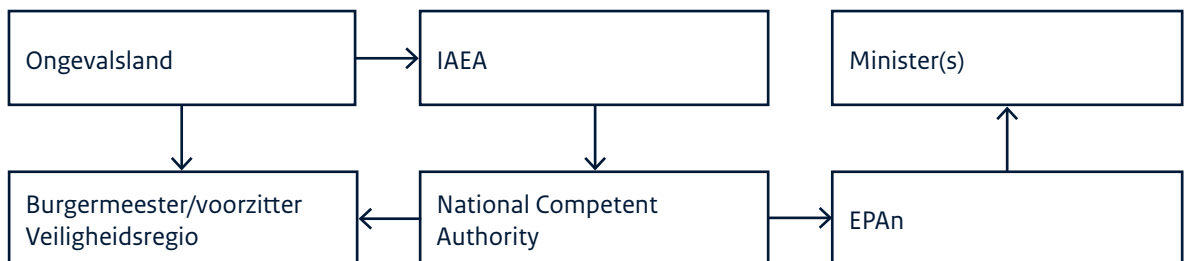 Ongevalsland
IAEA
Minister(s)
Burgermeester/voorzitter
Veiligheidsregio
National Competent
Authority
EPAn